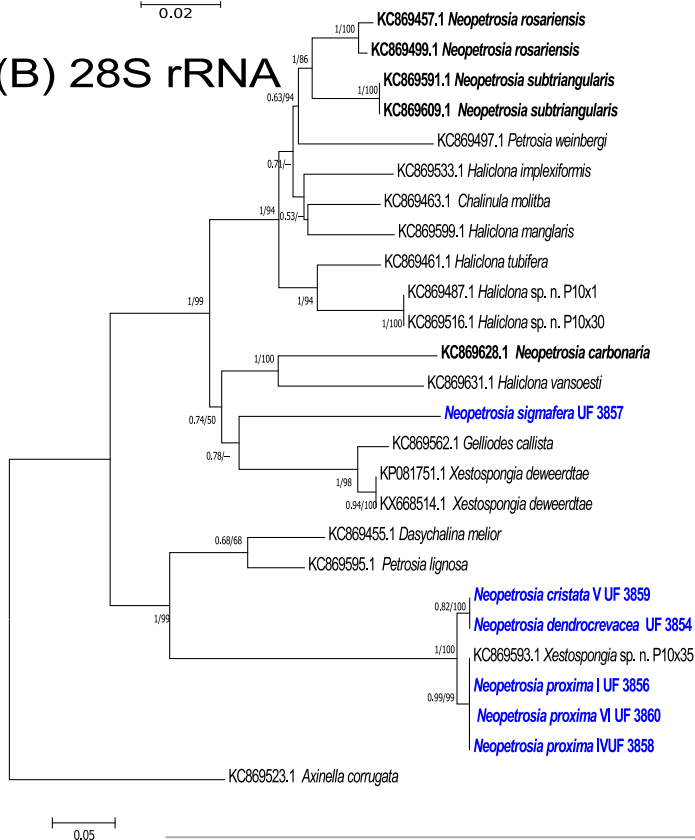 0.02
(B) 28S rRNA
KC869457.1 Neopetrosia rosariensis
1/100
KC869499.1 Neopetrosia rosariensis
1/86
KC869591.1 Neopetrosia subtriangularis
1/100
KC869609.1 Neopetrosia subtriangularis
0.63/94
KC869497.1 Petrosia weinbergi
0.71/–
KC869533.1 Haliclona implexiformis
KC869463.1 Chalinula molitba
1/94
0.53/–
KC869599.1 Haliclona manglaris
KC869461.1 Haliclona tubifera
KC869487.1 Haliclona sp. n. P10x1
1/99
1/94
1/100
KC869516.1 Haliclona sp. n. P10x30
KC869628.1 Neopetrosia carbonaria
1/100
KC869631.1 Haliclona vansoesti
Neopetrosia sigmafera UF 3857
0.74/50
KC869562.1 Gelliodes callista
0.78/–
KP081751.1 Xestospongia deweerdtae
1/98
0.94/100
KX668514.1 Xestospongia deweerdtae
KC869455.1 Dasychalina melior
0.68/68
KC869595.1 Petrosia lignosa
Neopetrosia cristata V UF 3859
0.82/100
Neopetrosia dendrocrevacea UF 3854
1/99
1/100
KC869593.1 Xestospongia sp. n. P10x35
Neopetrosia proxima I UF 3856
0.99/99
Neopetrosia proxima VI UF 3860
Neopetrosia proxima IVUF 3858
KC869523.1 Axinella corrugata
0.05